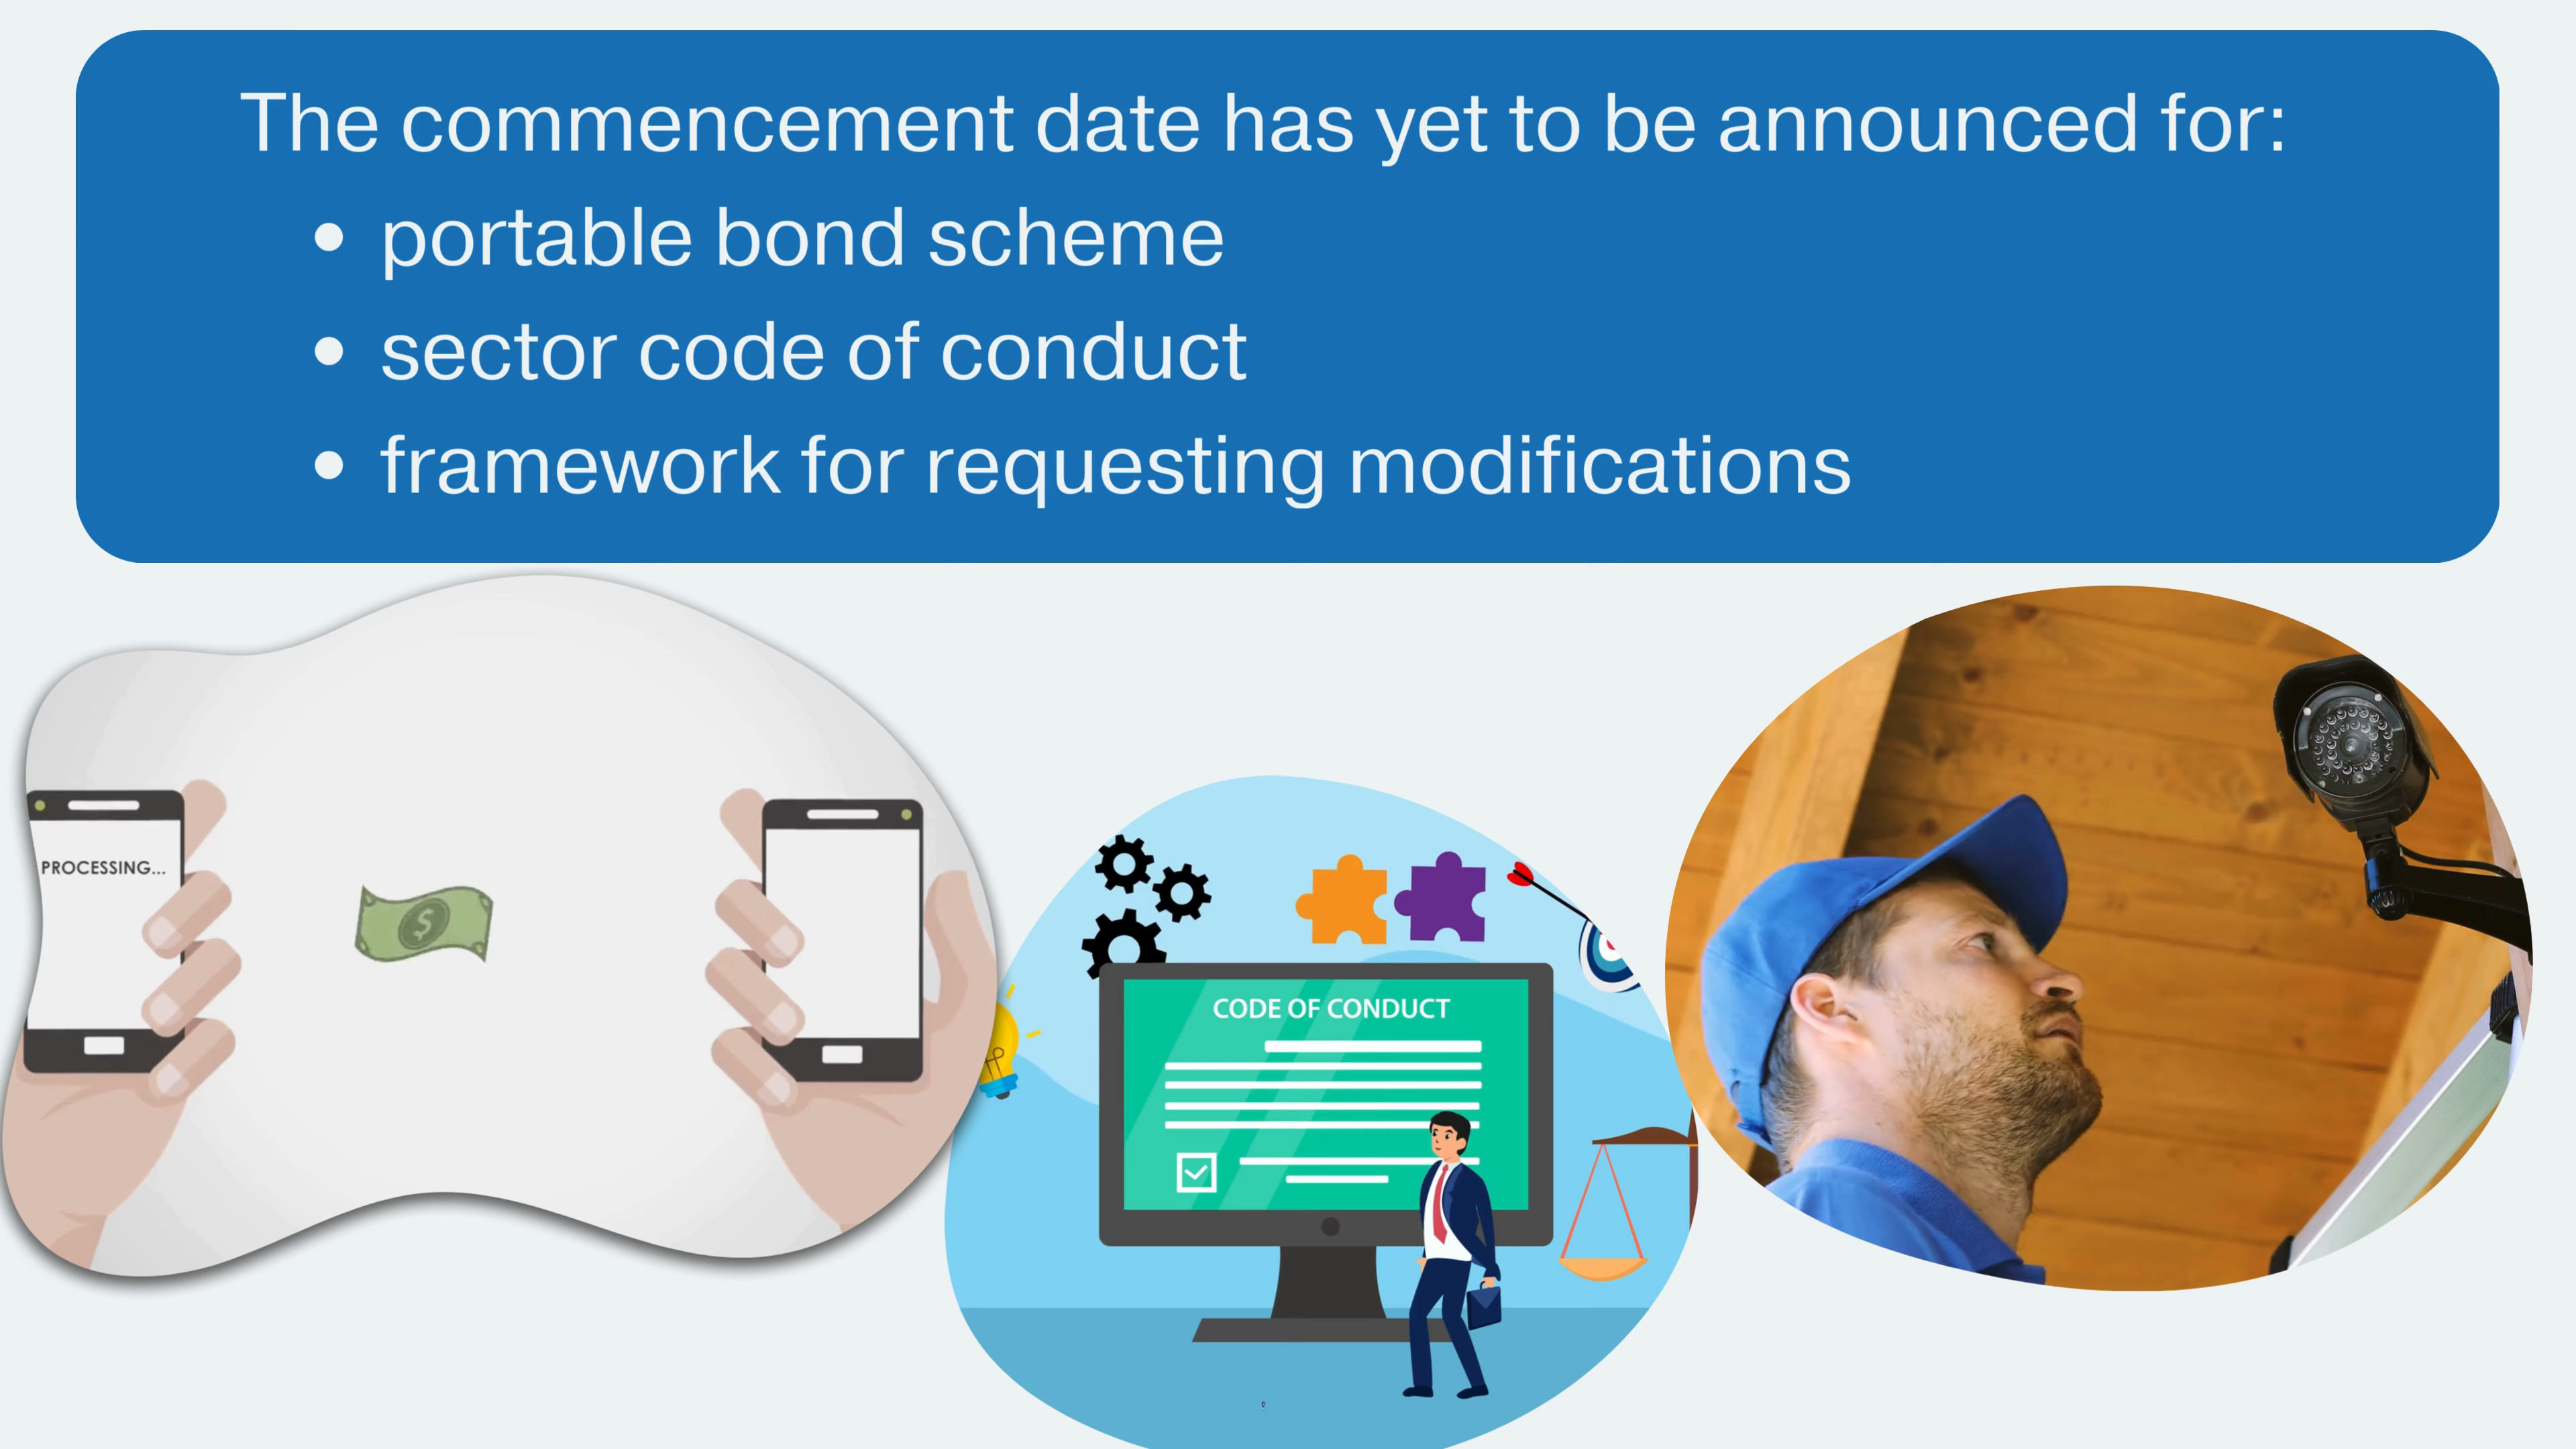 The commencement date has yet to be announced for:
• portable bond scheme
• sector code of conduct
• framework for requesting modifications
PROCESSING...
CODE OF CONDUCT